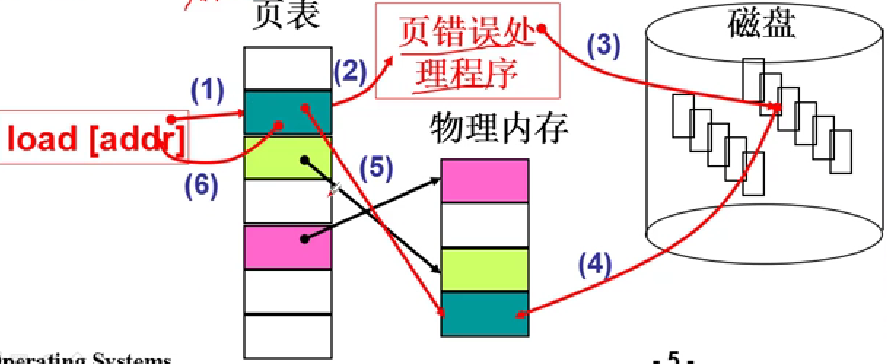 页表
磁盘
页错误处
理程序
(1)
(2)
(3)
load [addr]
物理内存
(5)
(6)
(4)
Operating Systems
- 5 -